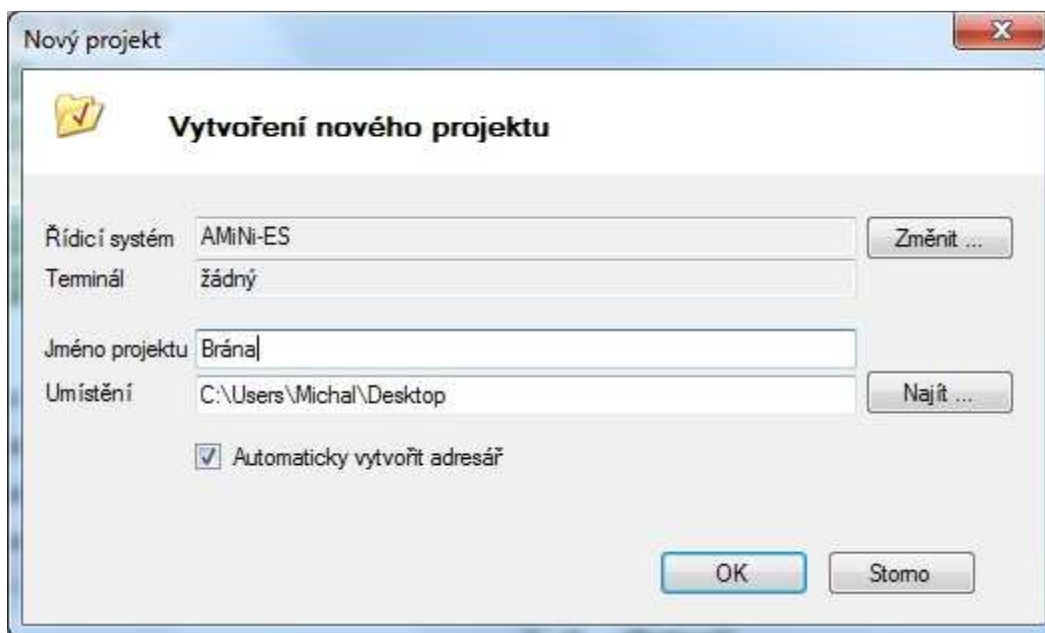 Nový projekt
Vytvoření nového projektu
Řídicí systém AMiNi-ES Změnit ...
Terminál žádný
Jméno projektu Brána
Umístění C:\Users\Michal\Desktop Najít ...
Automaticky vytvořit adresář
OK Storno